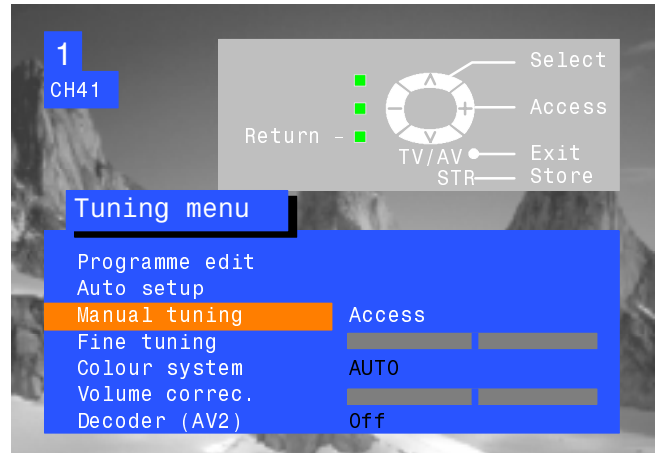 1
CH41
Select
Access
Return
TV/AV
Exit
STR
Store
Tuning menu
Programme edit
Auto setup
Manual tuning Access
Fine tuning
Colour system AUTO
Volume correc.
Decoder (AV2) Off